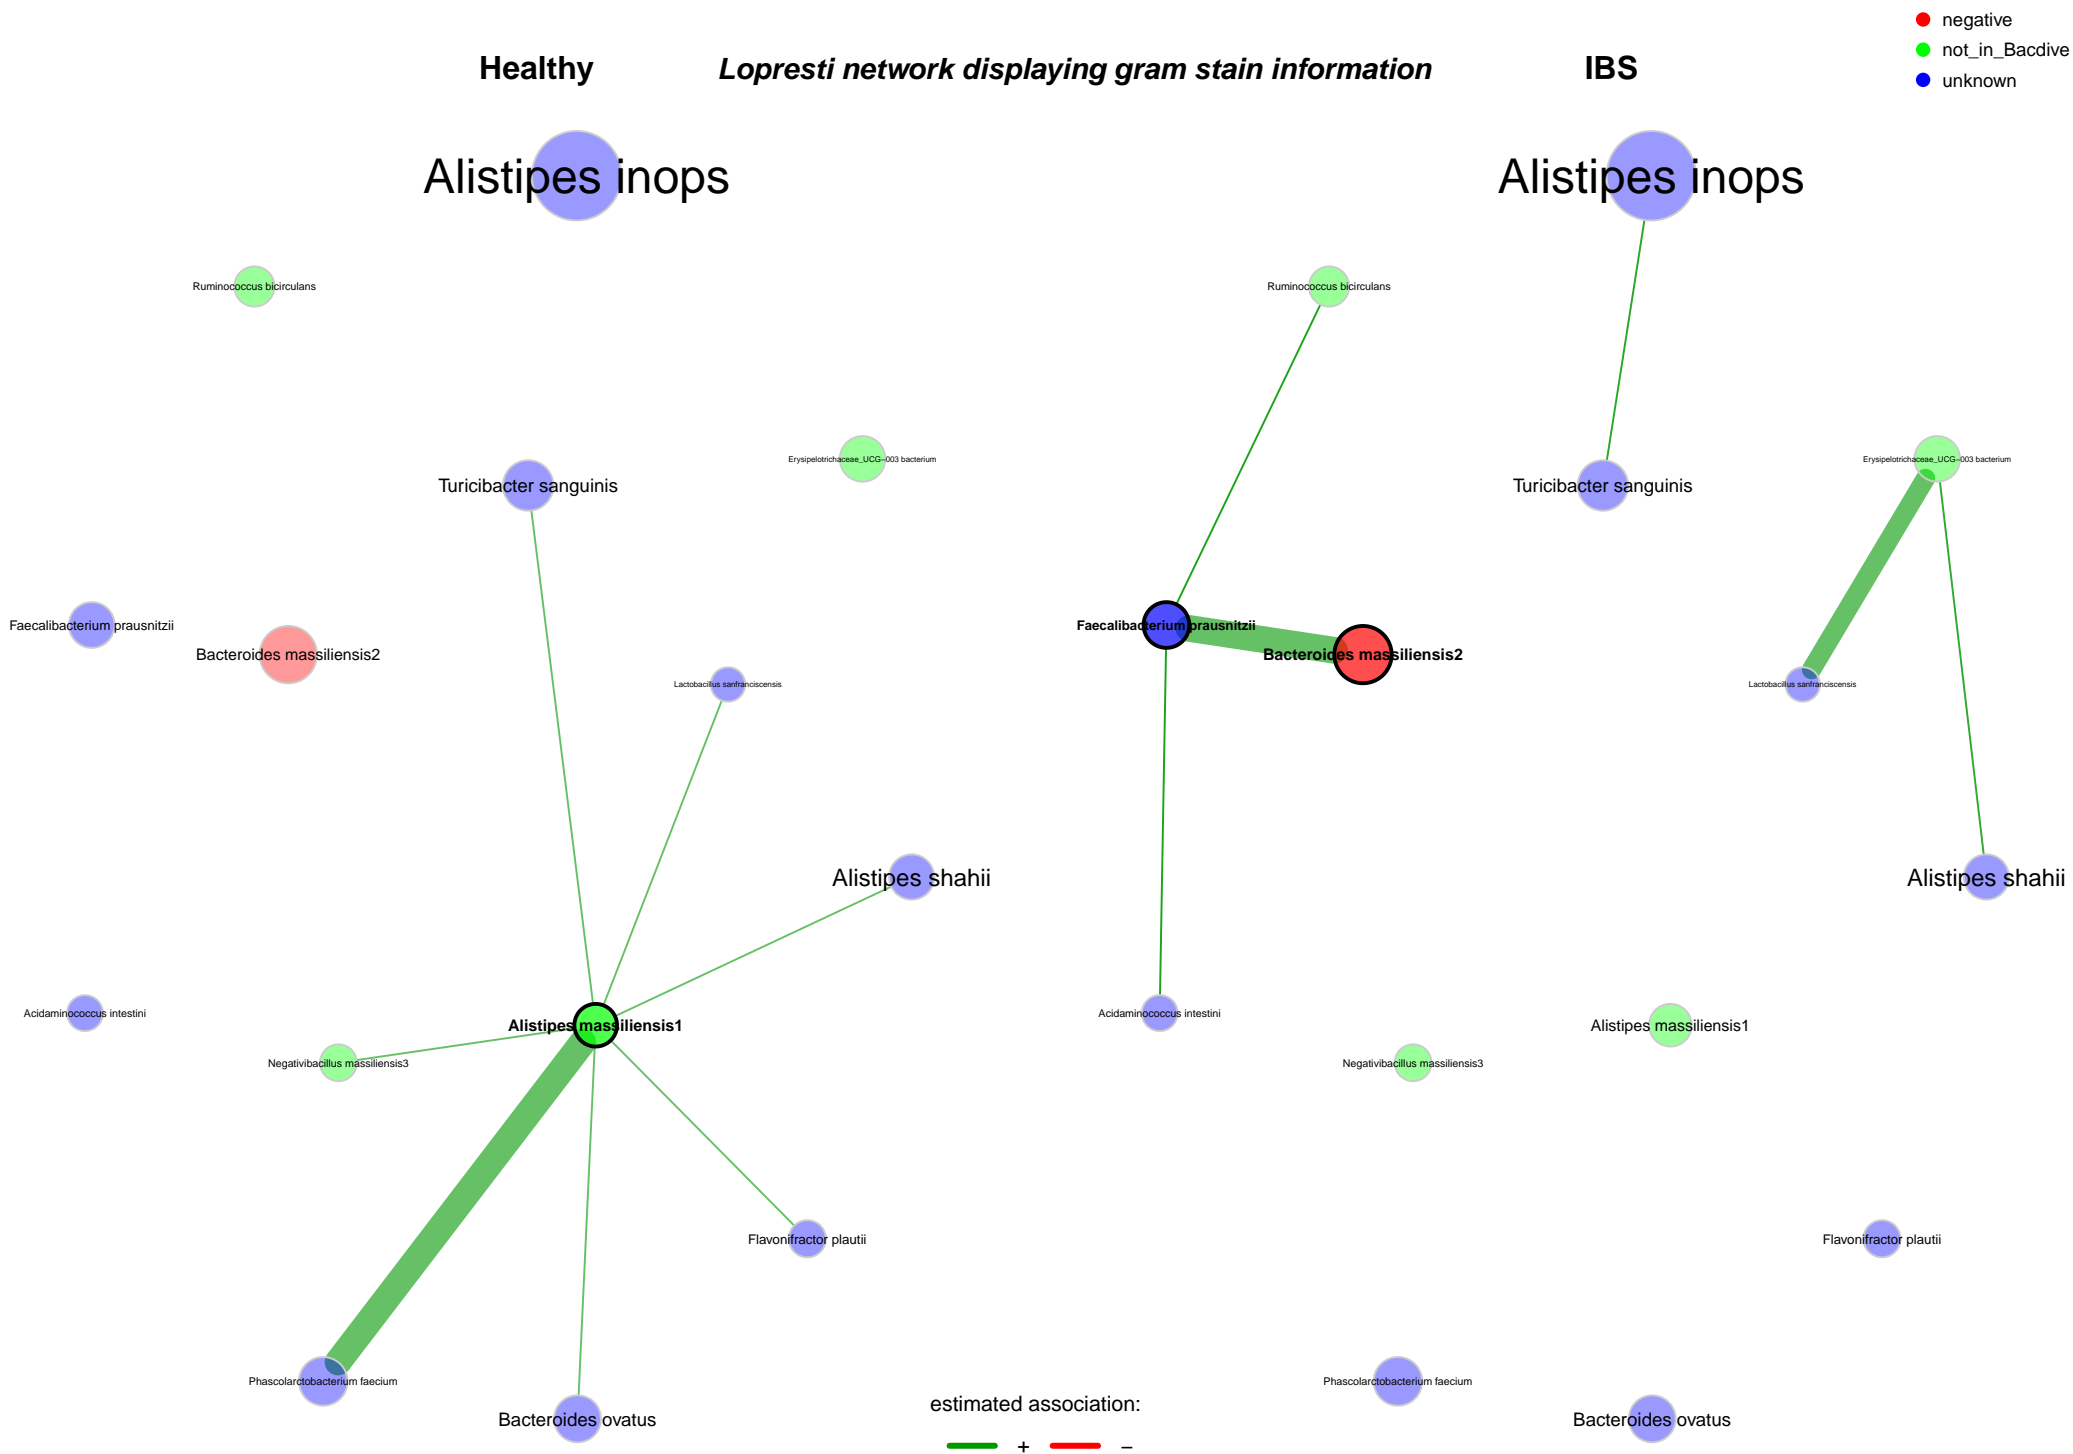 negative
not_in_Bacdive
unknown
Healthy
Lopresti network displaying gram stain information
IBS
Alistipes inops
Alistipes inops
Ruminococcus bicirculans
Ruminococcus bicirculans
Erysipelotrichaceae_UCG−003 bacterium
Erysipelotrichaceae_UCG−003 bacterium
Turicibacter sanguinis
Turicibacter sanguinis
Faecalibacterium prausnitzii
Faecalibacterium prausnitzii
Bacteroides massiliensis2
Bacteroides massiliensis2
Lactobacillus sanfranciscensis
Lactobacillus sanfranciscensis
Alistipes shahii
Alistipes shahii
Acidaminococcus intestini
Acidaminococcus intestini
Alistipes massiliensis1
Alistipes massiliensis1
Negativibacillus massiliensis3
Negativibacillus massiliensis3
Flavonifractor plautii
Flavonifractor plautii
Phascolarctobacterium faecium
Phascolarctobacterium faecium
Bacteroides ovatus
Bacteroides ovatus
estimated association:
+ −